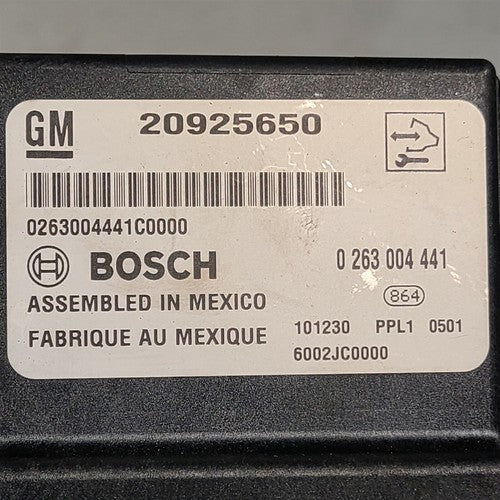 GM 20925650
0263004441C0000
BOSCH 0 263 004 441
ASSEMBLED IN MEXICO 864
FABRIQUE AU MEXIQUE 101230 PPL1 0501
6002JC0000